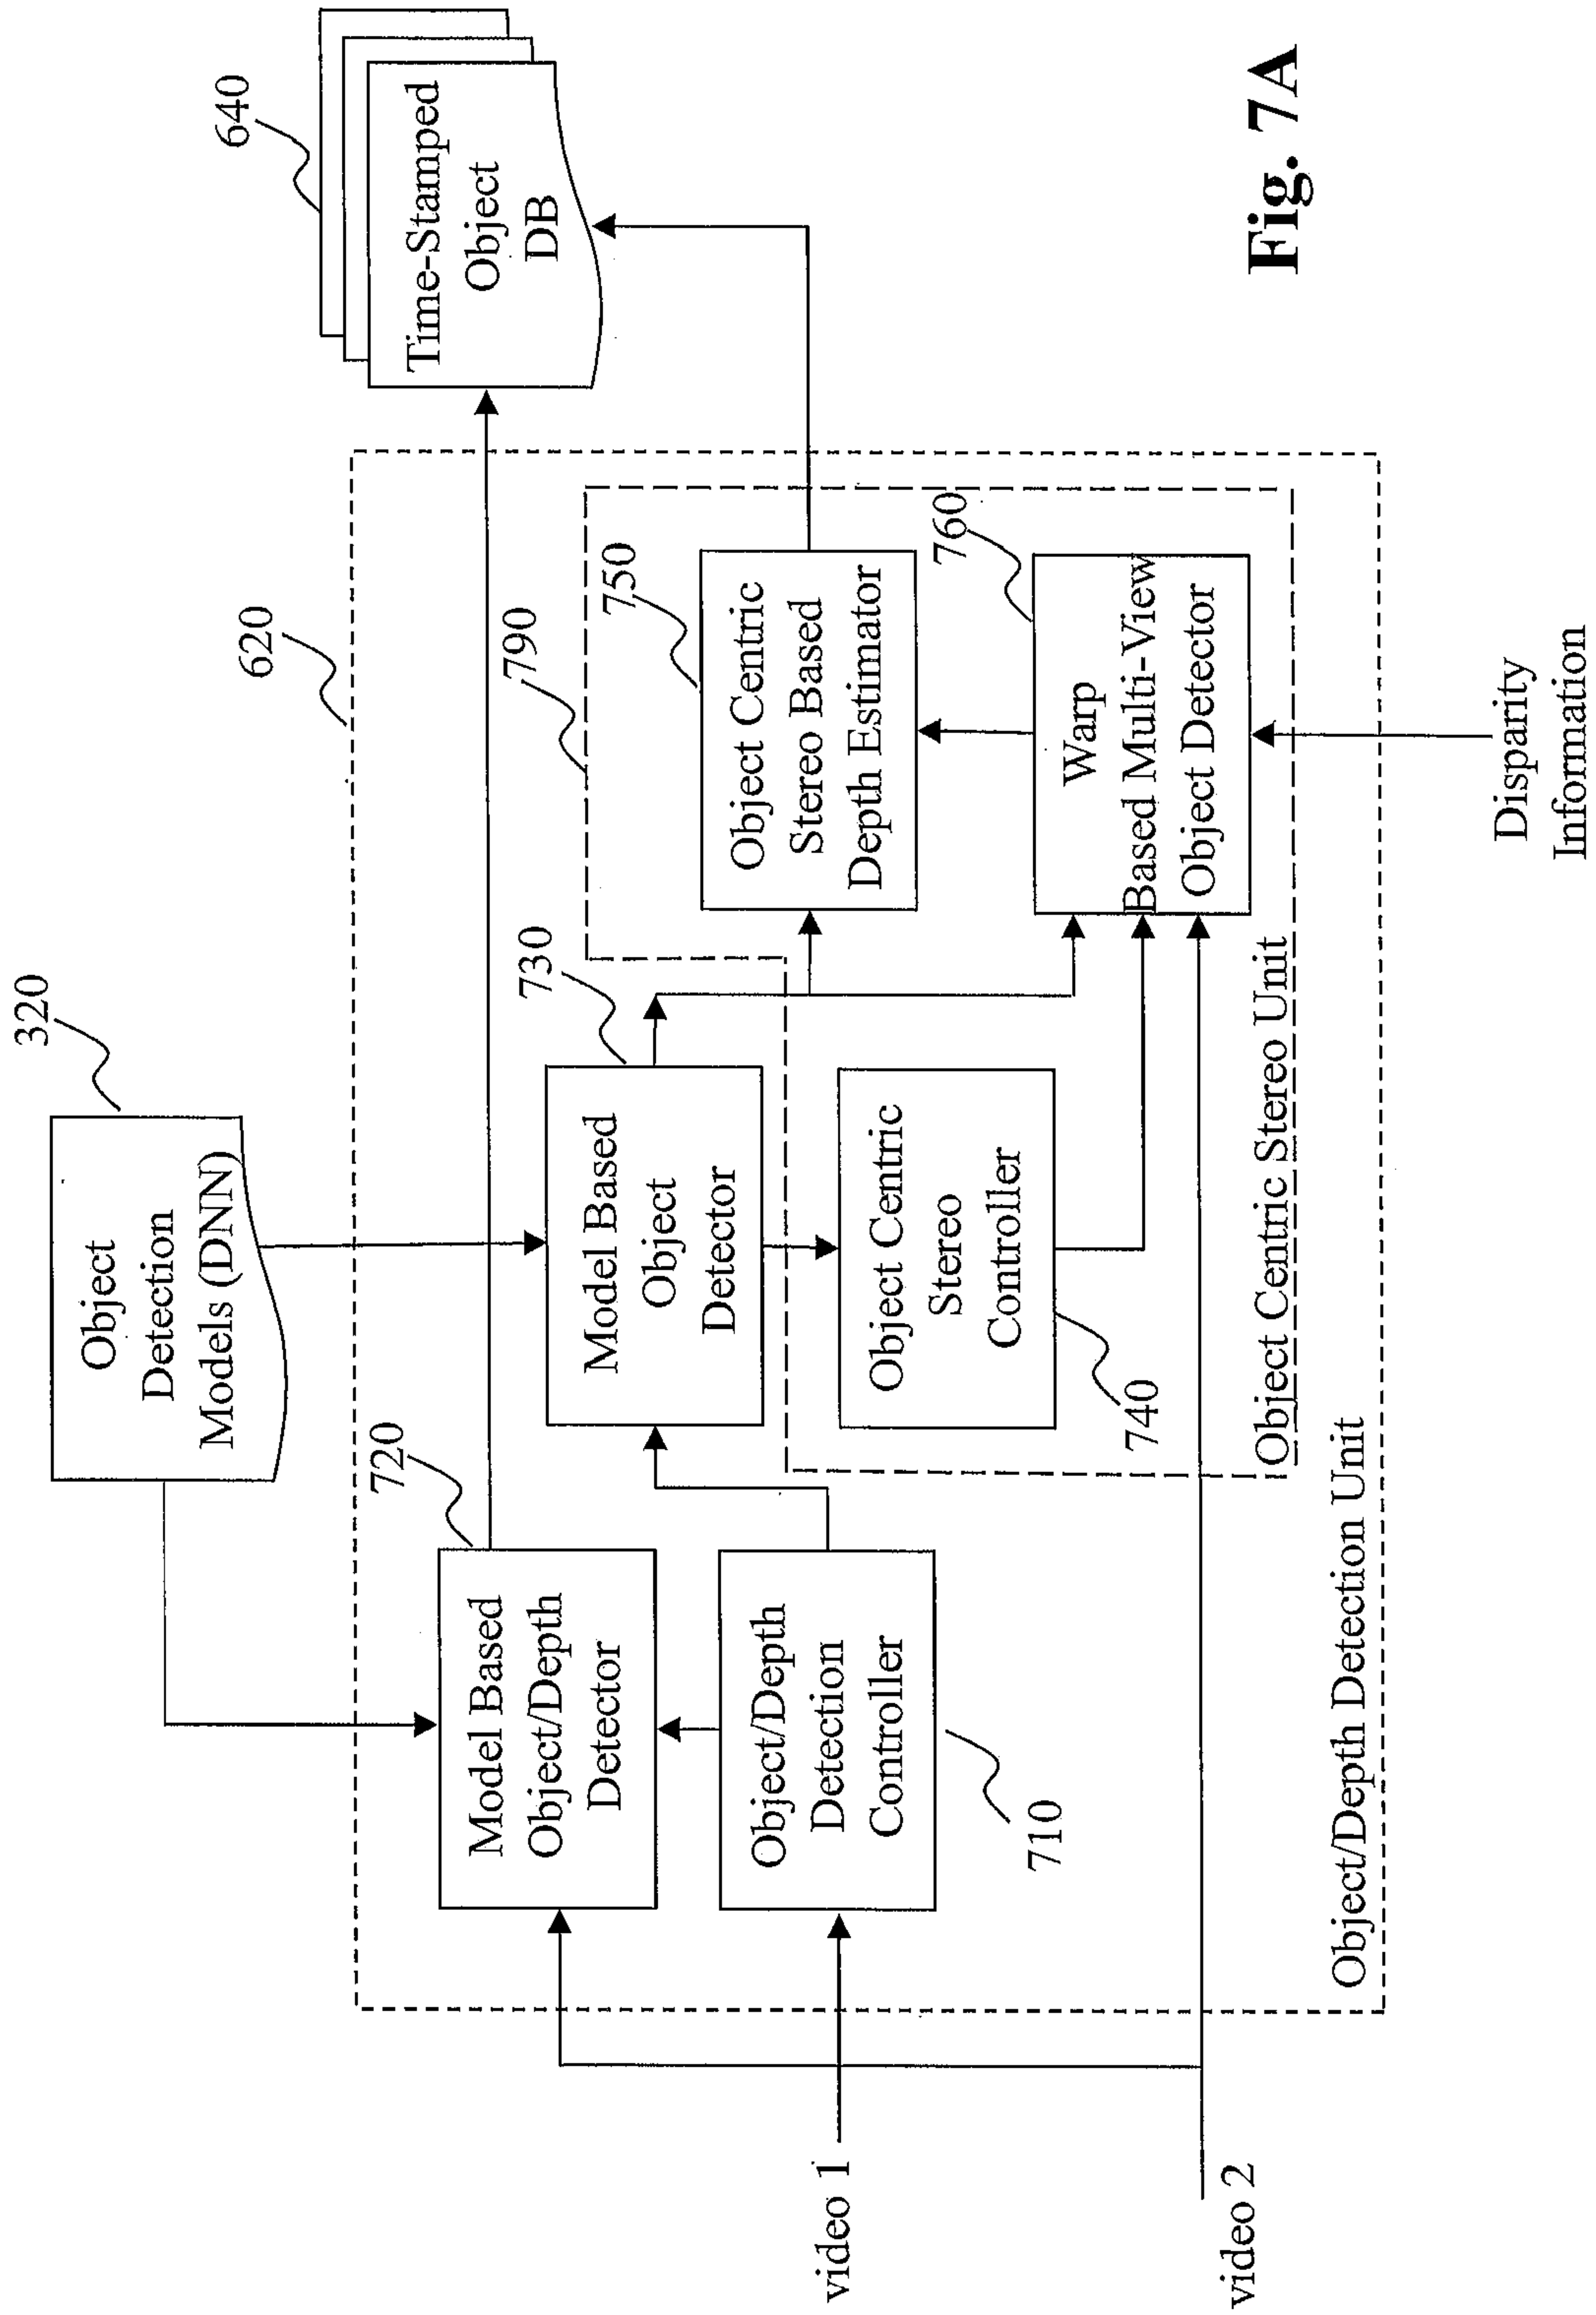 320
Object
Detection
Models (DNN)
640
Time-Stamped
Object
DB
620
720
Model Based
Object/Depth
Detector
730
Model Based
Object
Detector
790
750
Object Centric
Stereo Based
Depth Estimator
Object/Depth
Detection
Controller
710
Object Centric
Stereo
Controller
740
760
Warp
Based Multi-View
Object Detector
Object Centric Stereo Unit
Object/Depth Detection Unit
video 1
video 2
Disparity
Information
Fig. 7A